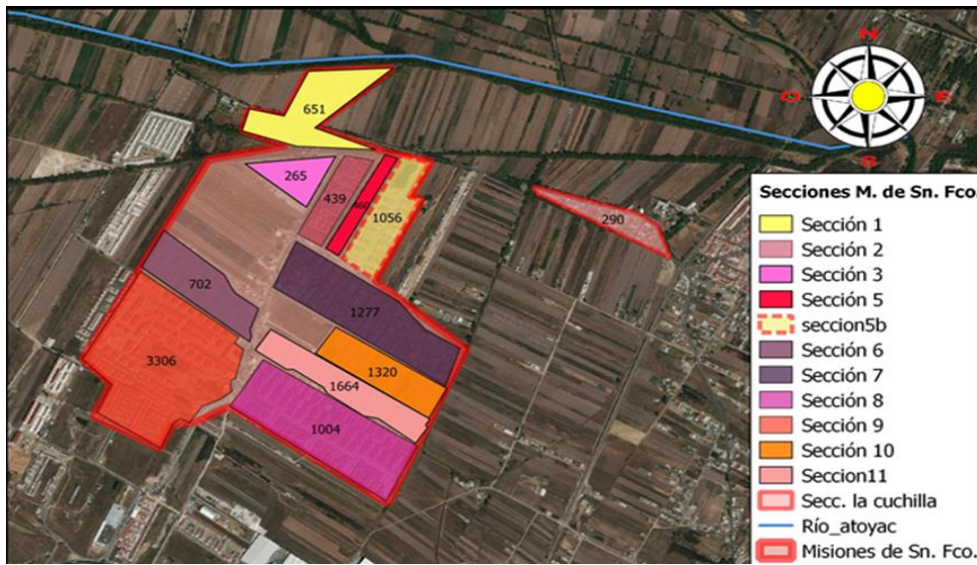 N
O
E
S
651
265
439
1056
290
702
1277
3306
1320
1664
1004
Secciones M. de Sn. Fco.
Sección 1
Sección 2
Sección 3
Sección 5
seccion5b
Sección 6
Sección 7
Sección 8
Sección 9
Sección 10
Seccion11
Secc. la cuchilla
Río_atoyac
Misiones de Sn. Fco.